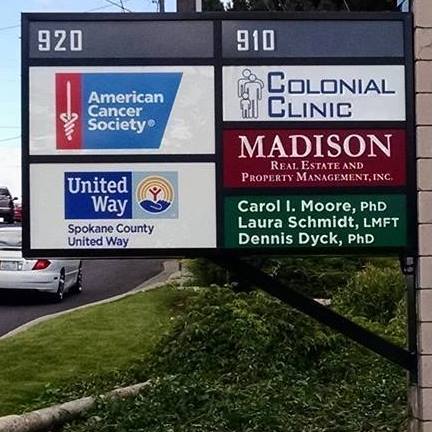 920
American
Cancer
Society®
United
Way
Spokane County
United Way
910
COLONIAL
CLINIC
MADISON
REAL ESTATE AND
PROPERTY MANAGEMENT, INC.
Carol I. Moore, PhD
Laura Schmidt, LMFT
Dennis Dyck, PhD